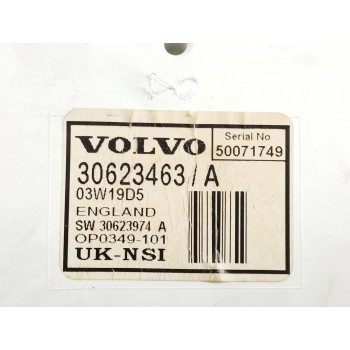 VOLVO
Serial No
50071749
30623463/A
03W19D5
ENGLAND
SW 30623974 A
OP0349-101
UK-NSI